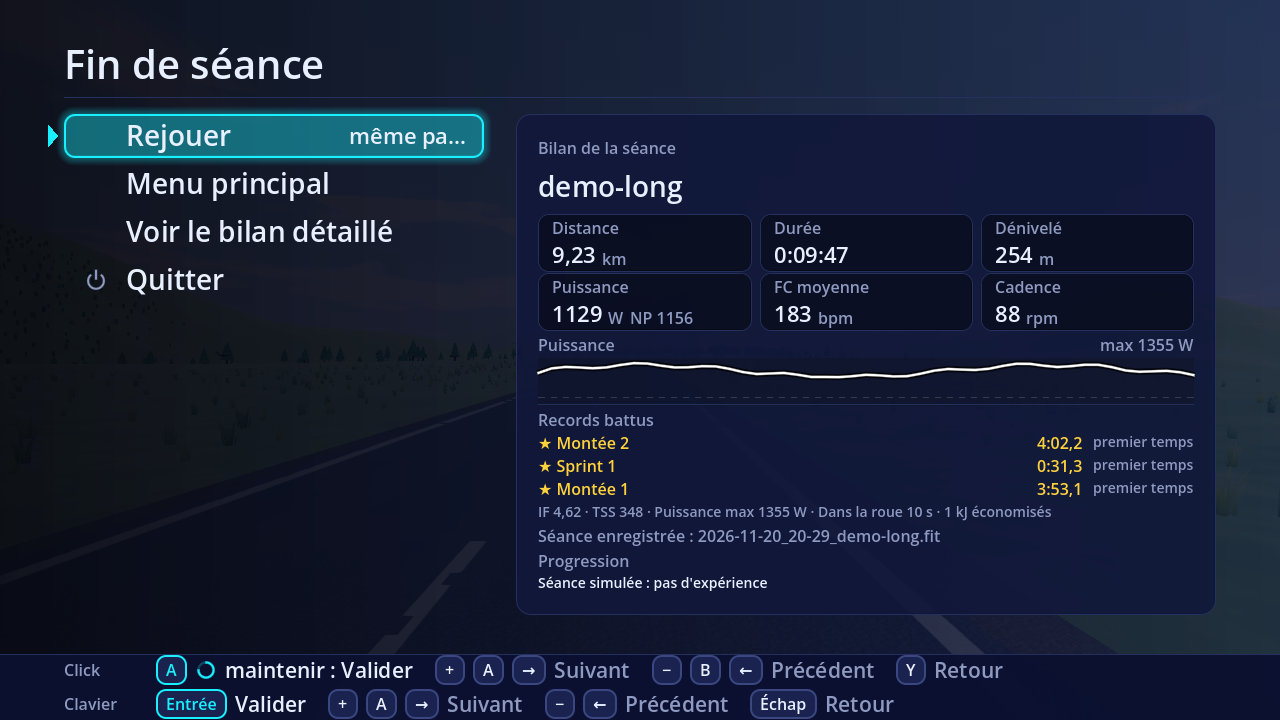 Fin de séance
Rejouer même pa...
Menu principal
Voir le bilan détaillé
Quitter
Bilan de la séance
demo-long
Distance
9,23 km
Durée
0:09:47
Dénivelé
254 m
Puissance
1129 W NP 1156
FC moyenne
183 bpm
Cadence
88 rpm
Puissance max 1355 W
Records battus
★ Montée 2 4:02,2 premier temps
★ Sprint 1 0:31,3 premier temps
★ Montée 1 3:53,1 premier temps
IF 4,62 · TSS 348 · Puissance max 1355 W · Dans la roue 10 s · 1 kJ économisés
Séance enregistrée : 2026-11-20_20-29_demo-long.fit
Progression
Séance simulée : pas d'expérience
Click A maintenir : Valider + A → Suivant − B ← Précédent Y Retour
Clavier Entrée Valider + A → Suivant − ← Précédent Échap Retour